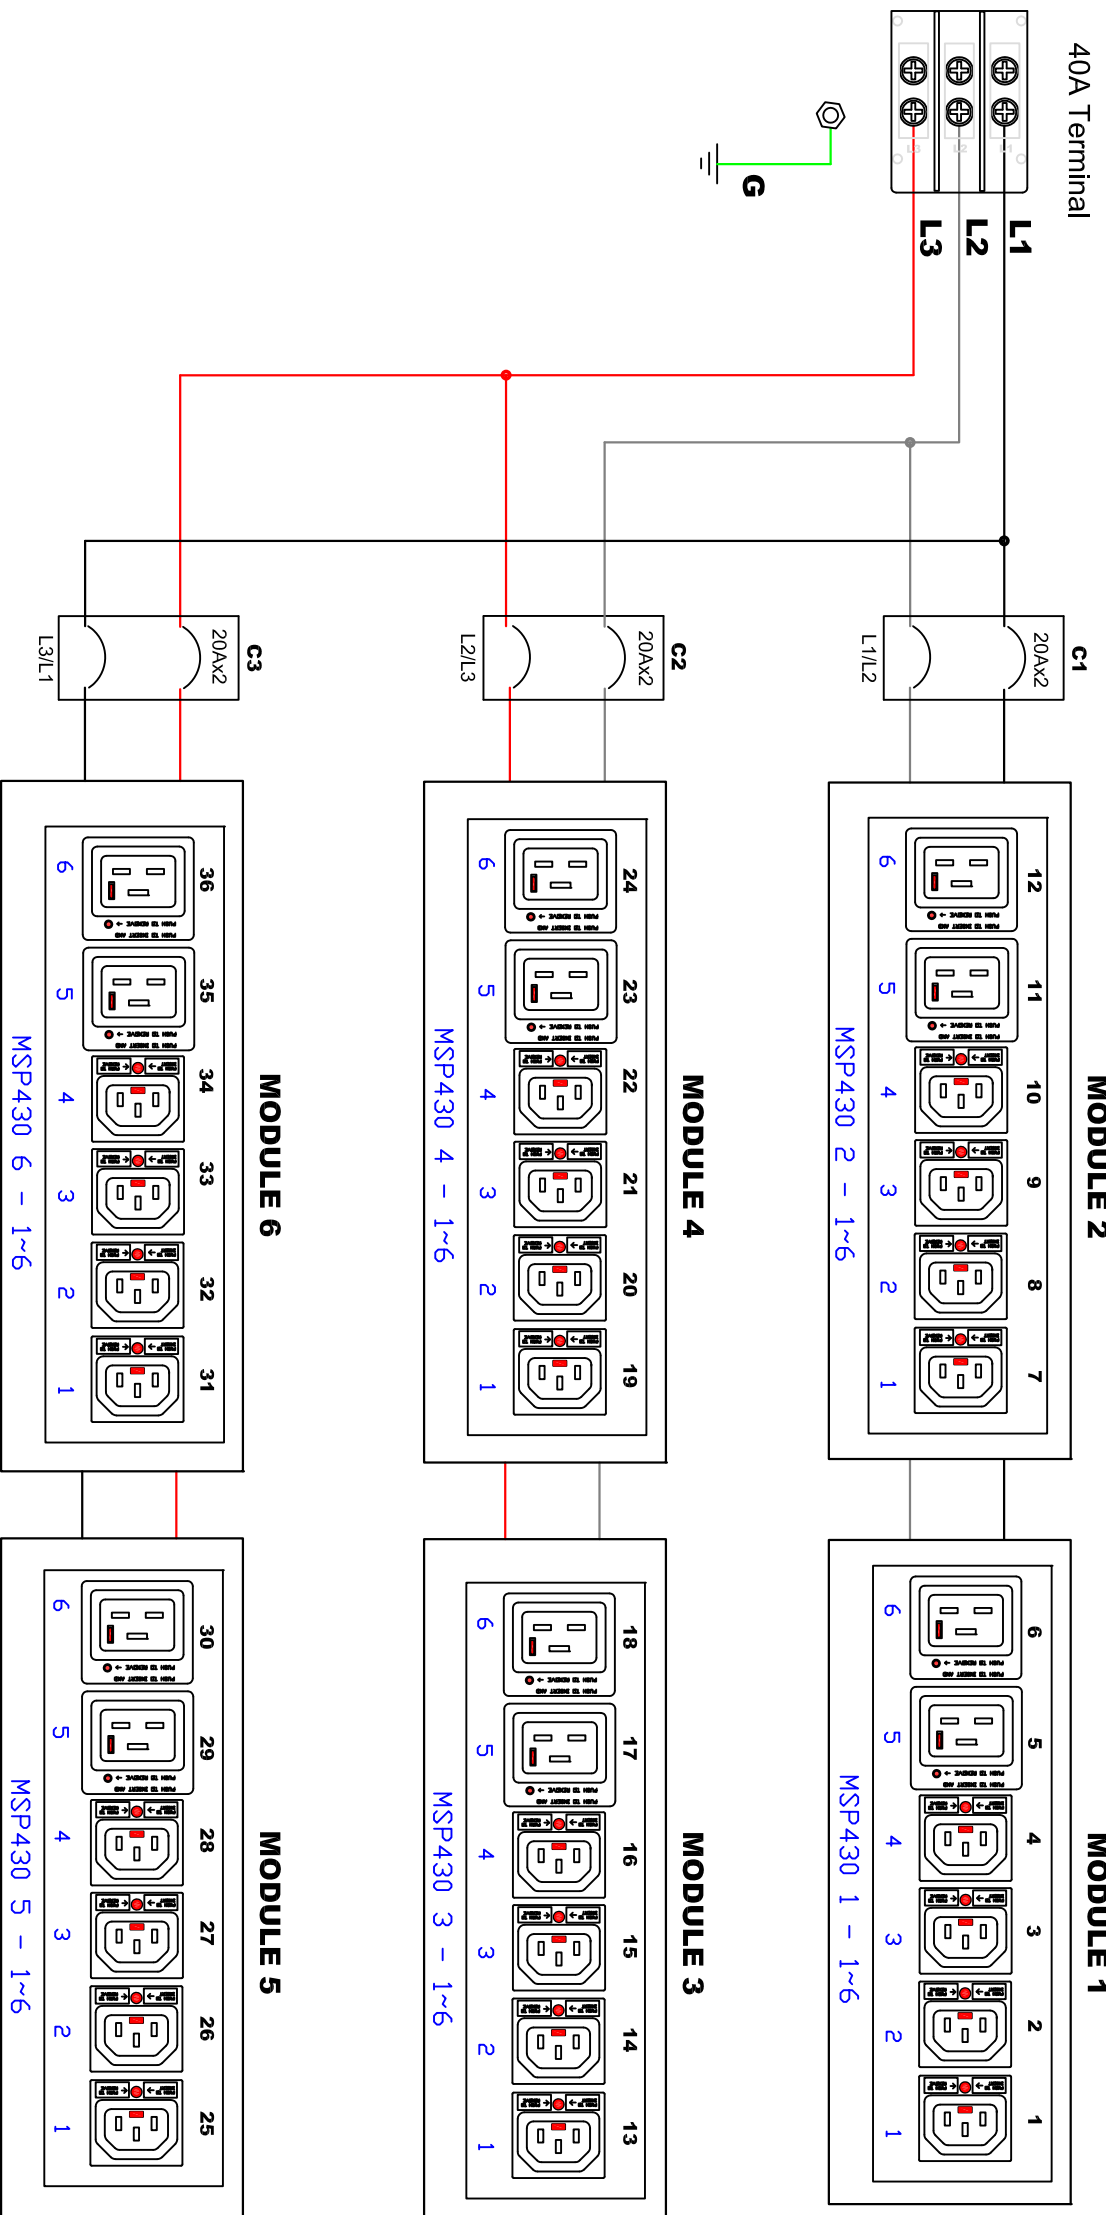 40A Terminal
L1
L2
L3
L1
L2
L3
G
C1
20Ax2
L1/L2
C2
20Ax2
L2/L3
C3
20Ax2
L3/L1
MODULE 2
12 11 10 9 8 7
6 5 4 3 2 1
MSP430 2 - 1~6
MODULE 1
6 5 4 3 2 1
6 5 4 3 2 1
MSP430 1 - 1~6
MODULE 4
24 23 22 21 20 19
6 5 4 3 2 1
MSP430 4 - 1~6
MODULE 3
18 17 16 15 14 13
6 5 4 3 2 1
MSP430 3 - 1~6
MODULE 6
36 35 34 33 32 31
6 5 4 3 2 1
MSP430 6 - 1~6
MODULE 5
30 29 28 27 26 25
6 5 4 3 2 1
MSP430 5 - 1~6